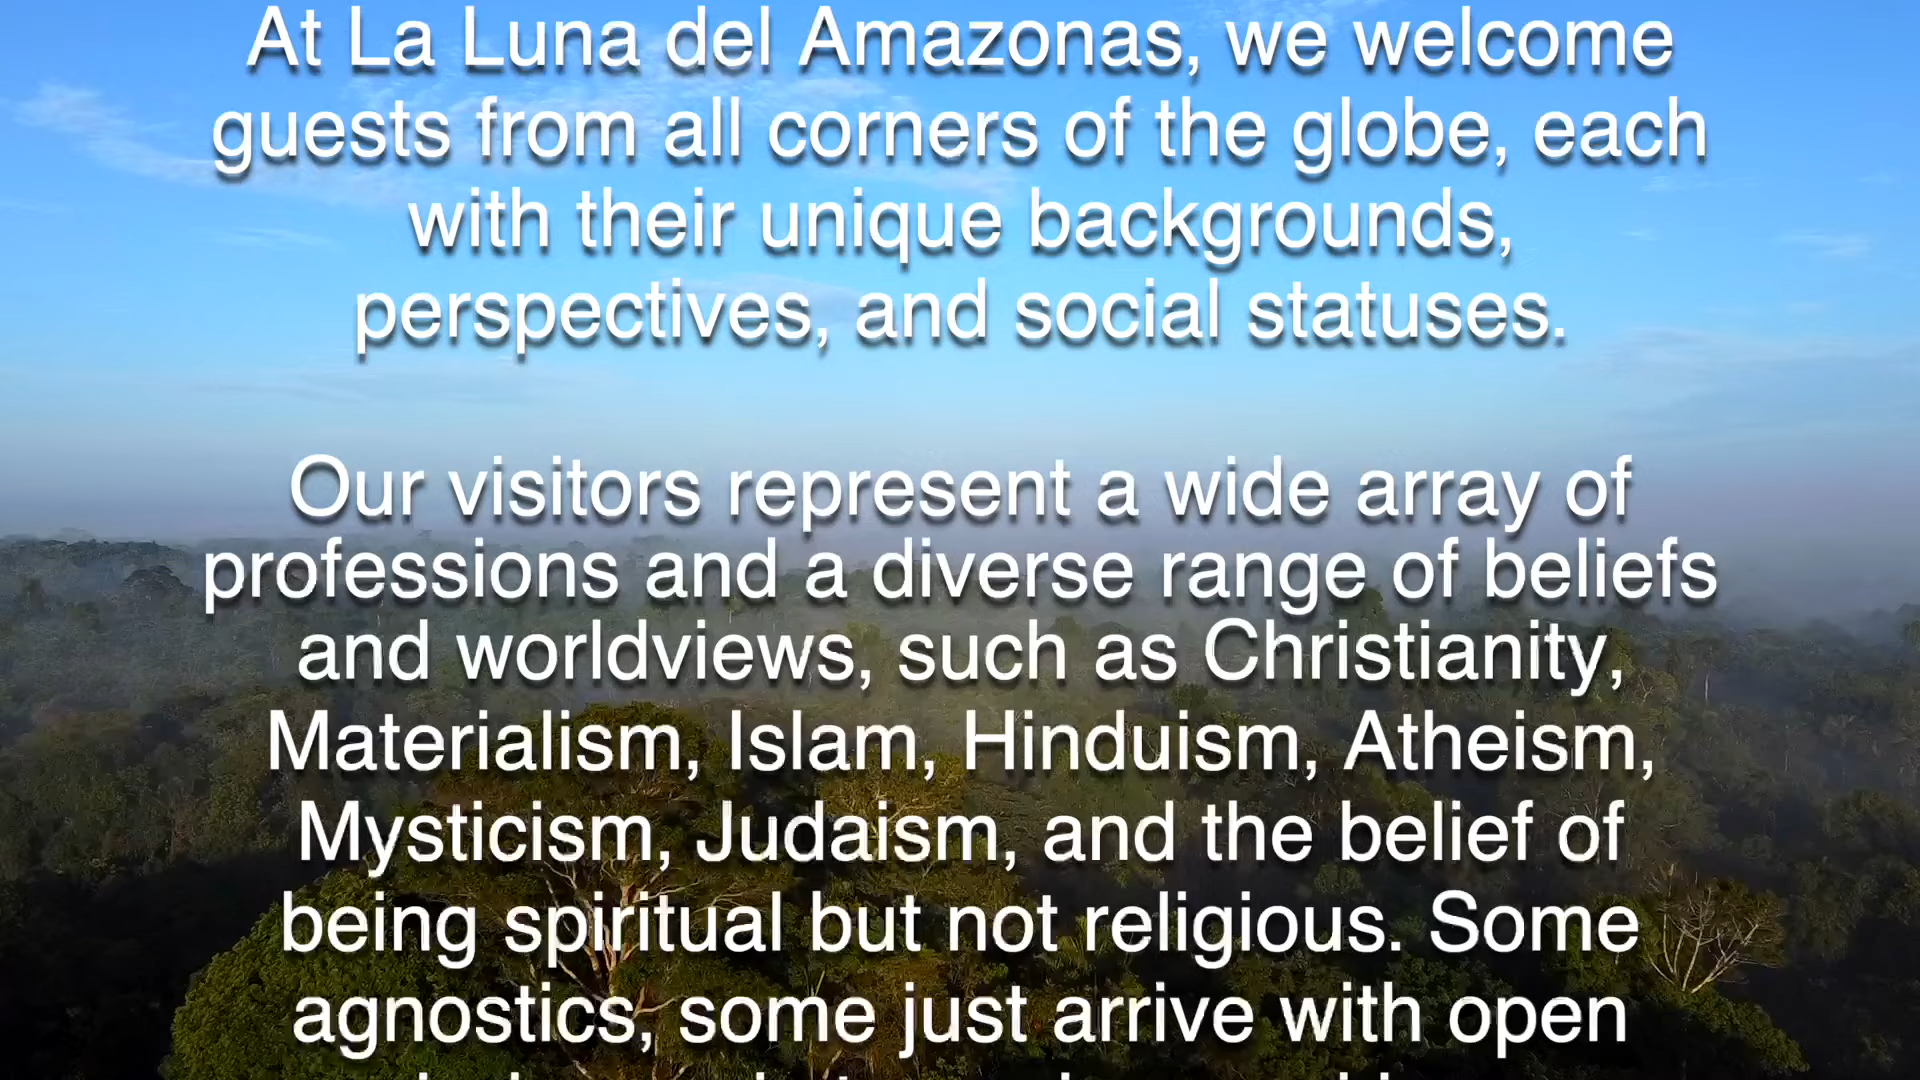 At La Luna del Amazonas, we welcome
guests from all corners of the globe, each
with their unique backgrounds,
perspectives, and social statuses.
Our visitors represent a wide array of
professions and a diverse range of beliefs
and worldviews, such as Christianity,
Materialism, Islam, Hinduism, Atheism,
Mysticism, Judaism, and the belief of
being spiritual but not religious. Some
agnostics, some just arrive with open